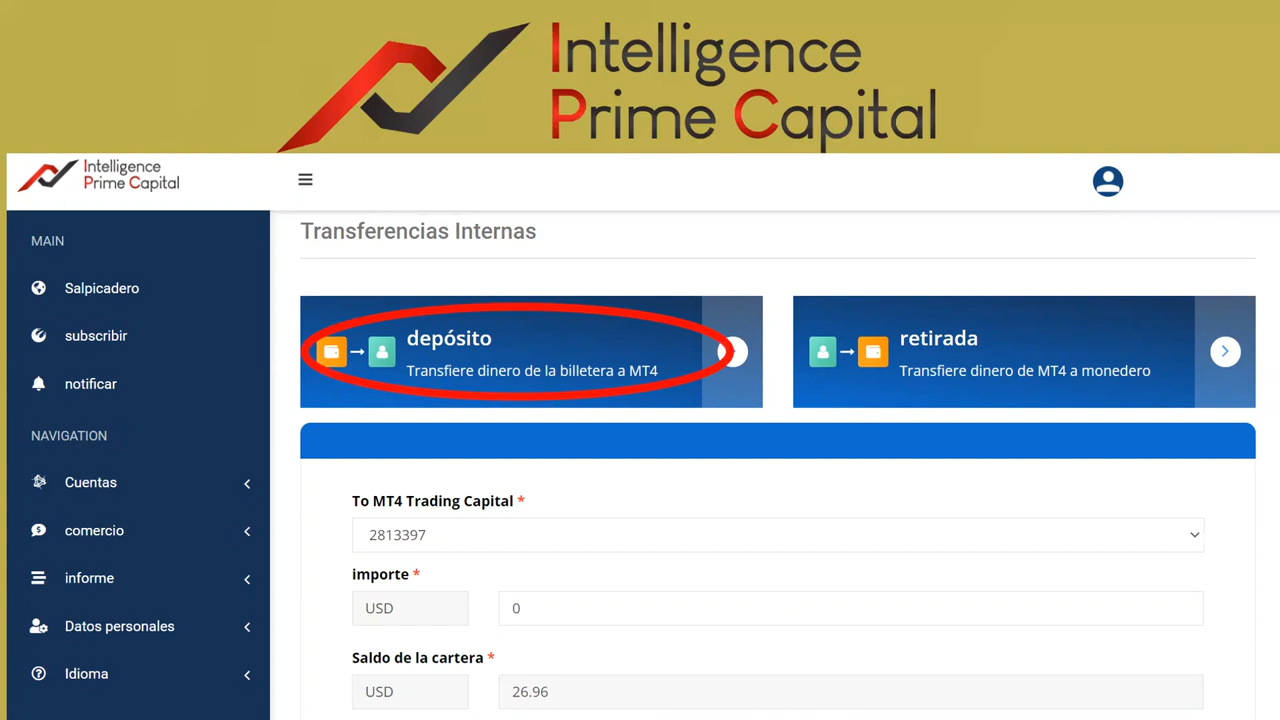 Intelligence
Prime Capital
Intelligence
Prime Capital
MAIN
Salpicadero
subscribir
notificar
NAVIGATION
Cuentas
comercio
informe
Datos personales
Idioma
Transferencias Internas
depósito
Transfiere dinero de la billetera a MT4
retirada
Transfiere dinero de MT4 a monedero
To MT4 Trading Capital *
2813397
importe *
USD 0
Saldo de la cartera *
USD 26.96